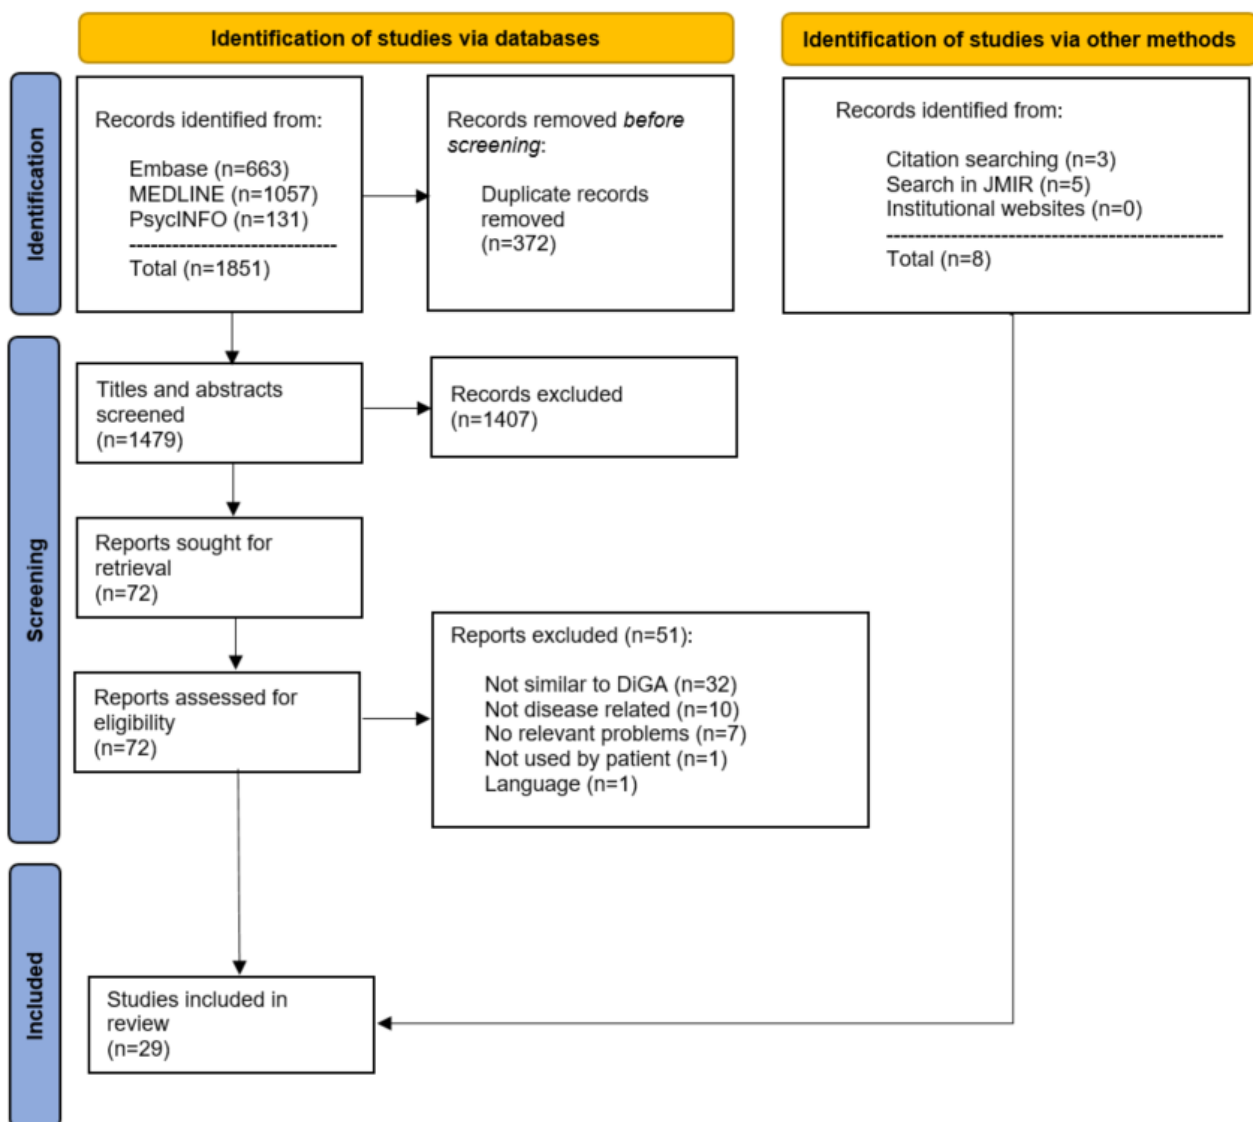 Identification of studies via databases
Identification of studies via other methods
Identification
Records identified from:
Embase (n=663)
MEDLINE (n=1057)
PsycINFO (n=131)
-----------------------------
Total (n=1851)
Records removed before
screening:
Duplicate records
removed
(n=372)
Records identified from:
Citation searching (n=3)
Search in JMIR (n=5)
Institutional websites (n=0)
-----------------------------------------------
Total (n=8)
Screening
Titles and abstracts
screened
(n=1479)
Records excluded
(n=1407)
Reports sought for
retrieval
(n=72)
Reports assessed for
eligibility
(n=72)
Reports excluded (n=51):
Not similar to DiGA (n=32)
Not disease related (n=10)
No relevant problems (n=7)
Not used by patient (n=1)
Language (n=1)
Included
Studies included in
review
(n=29)